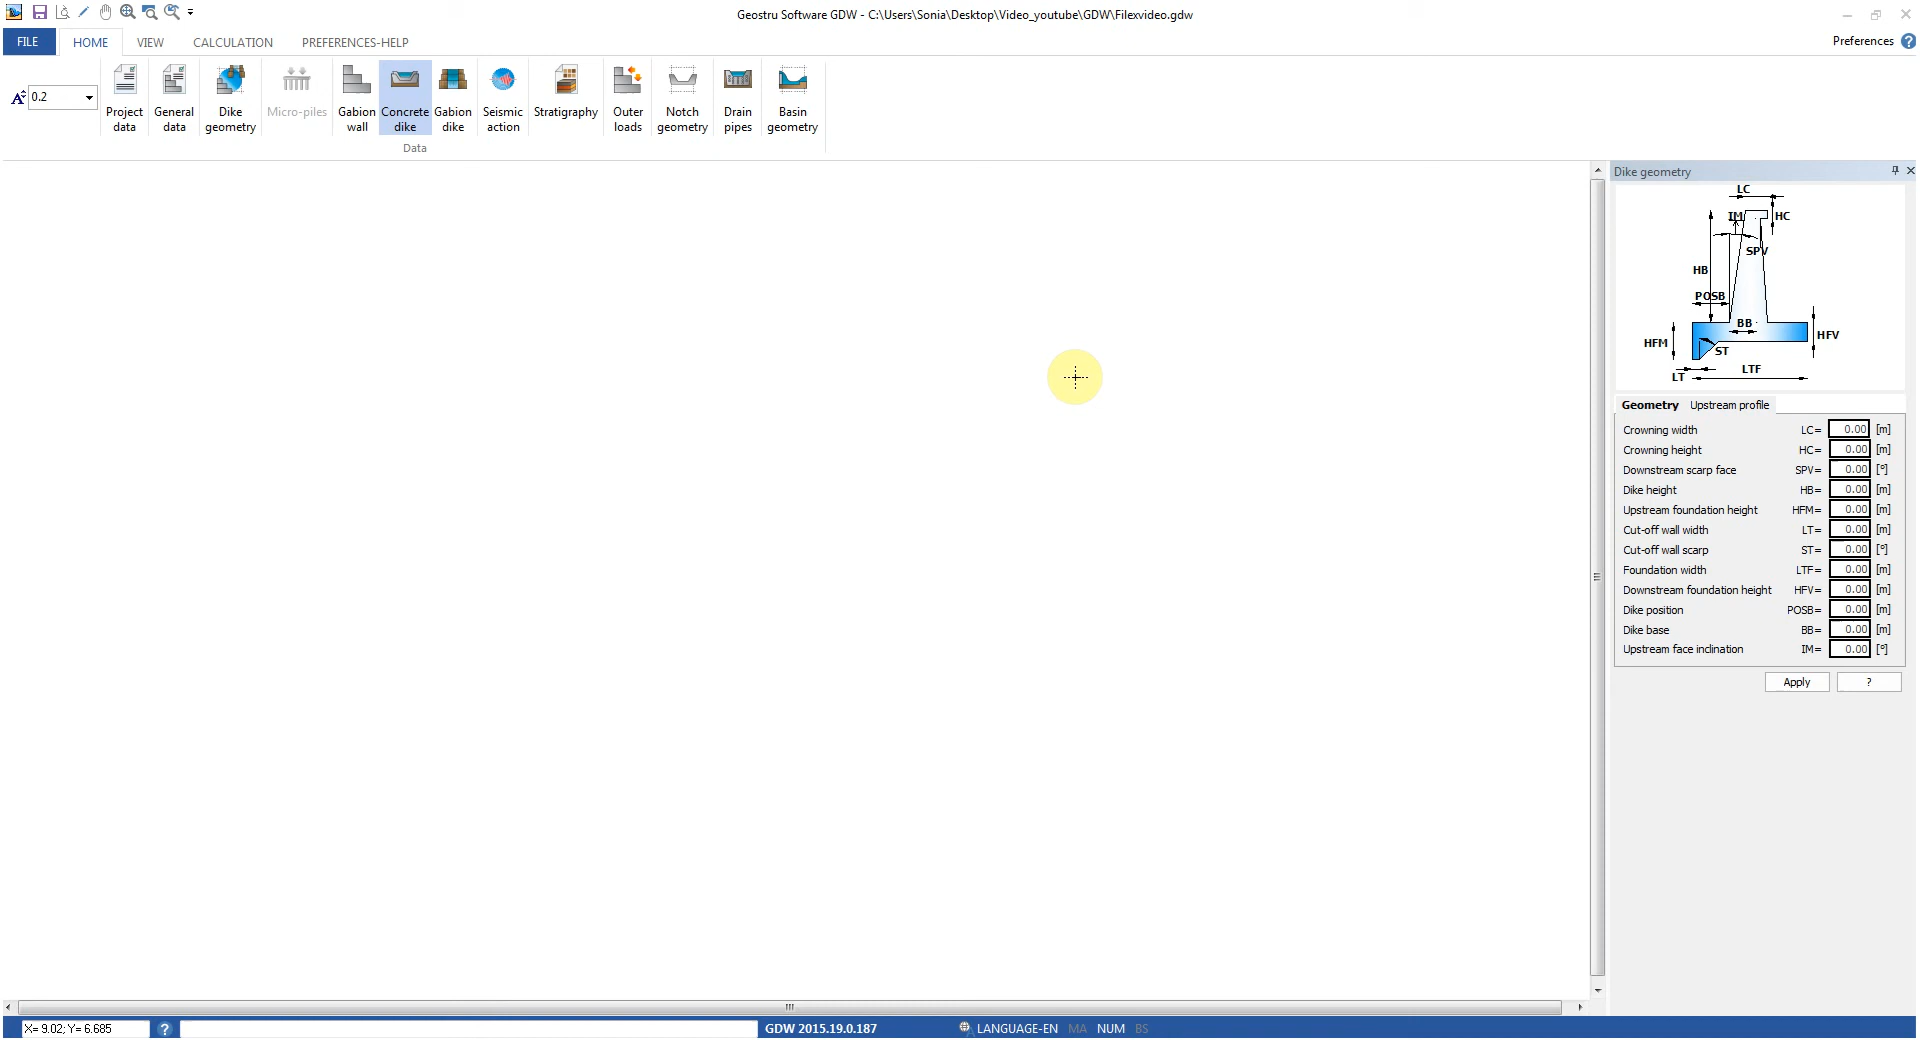 Geostru Software GDW - C:\Users\Sonia\Desktop\Video_youtube\GDW\Filexvideo.gdw
FILE HOME VIEW CALCULATION PREFERENCES-HELP Preferences ?
A 0.2
Project data
General data
Dike geometry
Micro-piles
Gabion wall
Concrete dike
Gabion dike
Seismic action
Stratigraphy
Outer loads
Notch geometry
Drain pipes
Basin geometry
Data
Dike geometry
LC
IM HC
SPV
HB
POSB
BB
HFV
HFM
ST
LTF
LT
Geometry Upstream profile
Crowning width LC= 0.00 [m]
Crowning height HC= 0.00 [m]
Downstream scarp face SPV= 0.00 [°]
Dike height HB= 0.00 [m]
Upstream foundation height HFM= 0.00 [m]
Cut-off wall width LT= 0.00 [m]
Cut-off wall scarp ST= 0.00 [°]
Foundation width LTF= 0.00 [m]
Downstream foundation height HFV= 0.00 [m]
Dike position POSB= 0.00 [m]
Dike base BB= 0.00 [m]
Upstream face inclination IM= 0.00 [°]
Apply ?
X= 9.02; Y= 6.685 ? GDW 2015.19.0.187 LANGUAGE-EN MA NUM BS